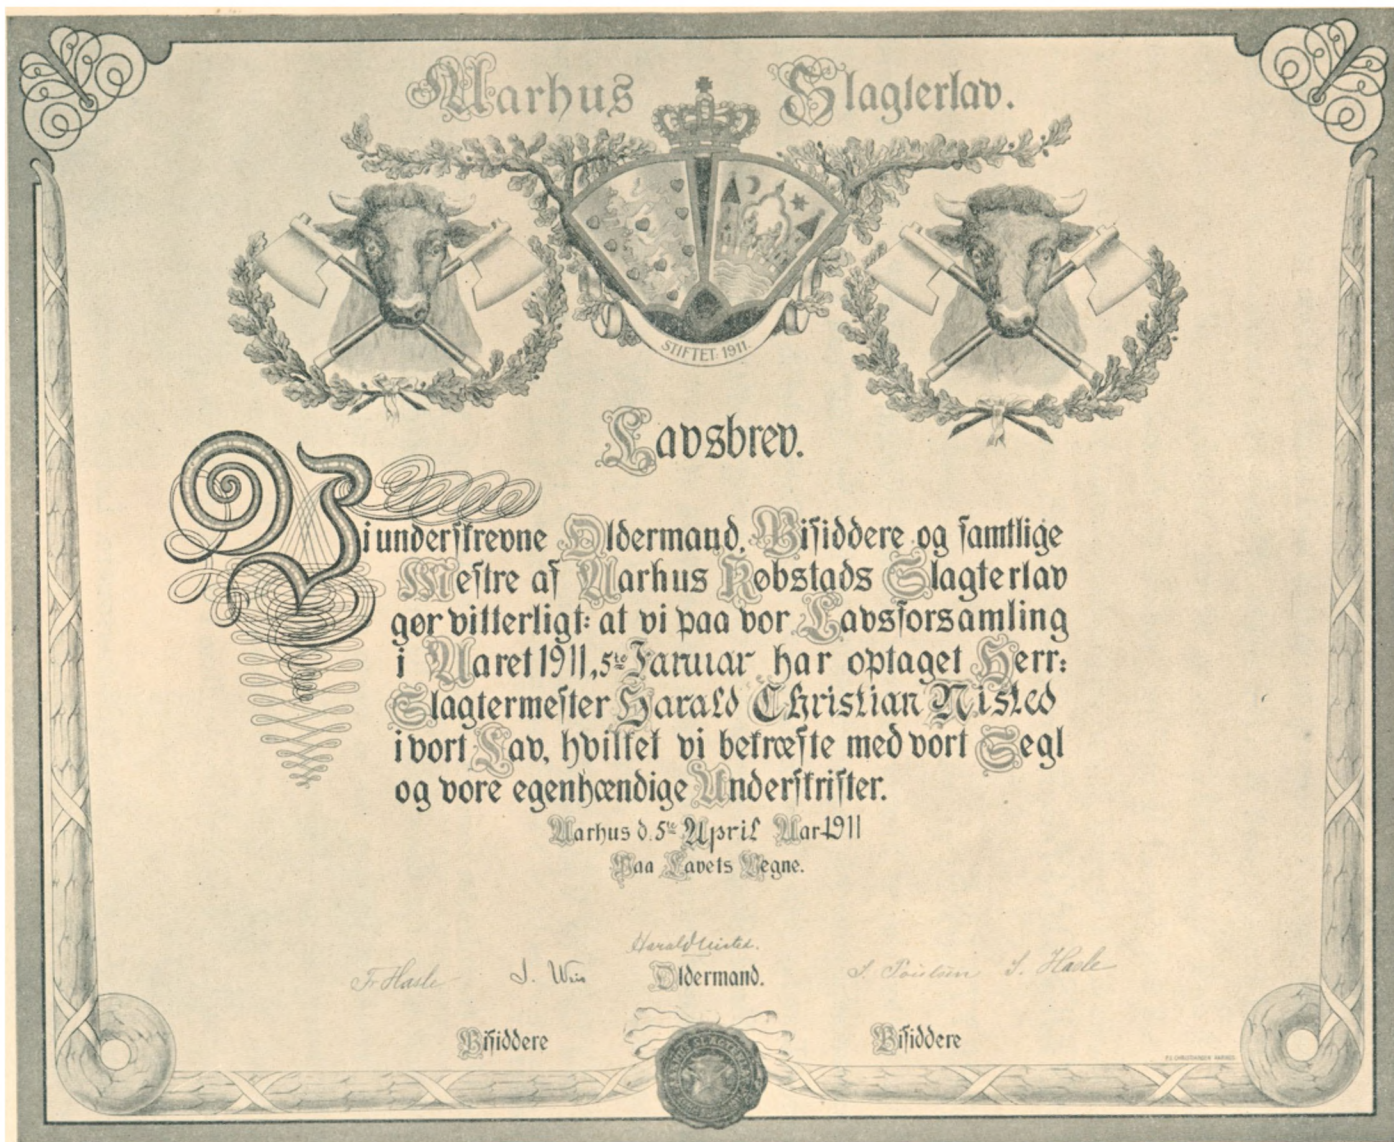 Aarhus Slagterlav.
STIFTET 1911.
Lavsbrev.
Vi underskrevne Oldermand, Bisiddere og samtlige
Mestre af Aarhus Købstads Slagterlav
gør vitterligt: at vi paa vor Lavsforsamling
i Aaret 1911, 5te Januar har optaget Herr:
Slagtermester Harald Christian Nisted
i vort Lav, hvilket vi bekræfte med vort Segl
og vore egenhændige Underskrifter.
Aarhus d. 5te April Aar 1911
Paa Lavets Vegne.
Harald Nisted.
Fr Hasle J. Wiis Oldermand. J. Hasle
Bisiddere Bisiddere